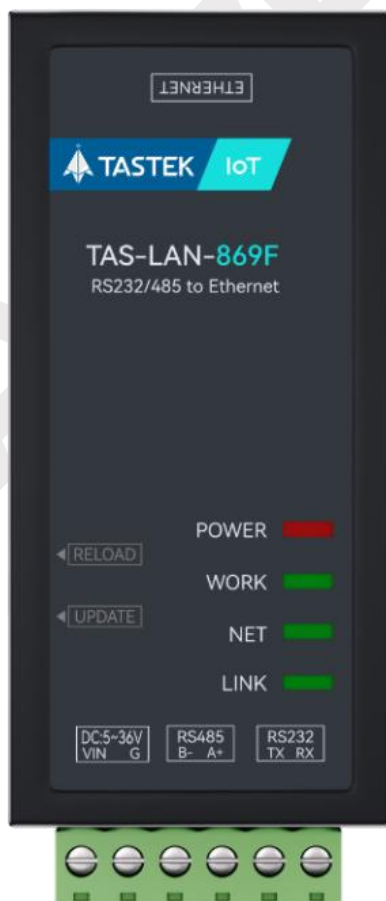 ETHERNET
TASTEK IoT
TAS-LAN-869F
RS232/485 to Ethernet
POWER
RELOAD
WORK
UPDATE
NET
LINK
DC:5~36V RS485 RS232
VIN G B- A+ TX RX